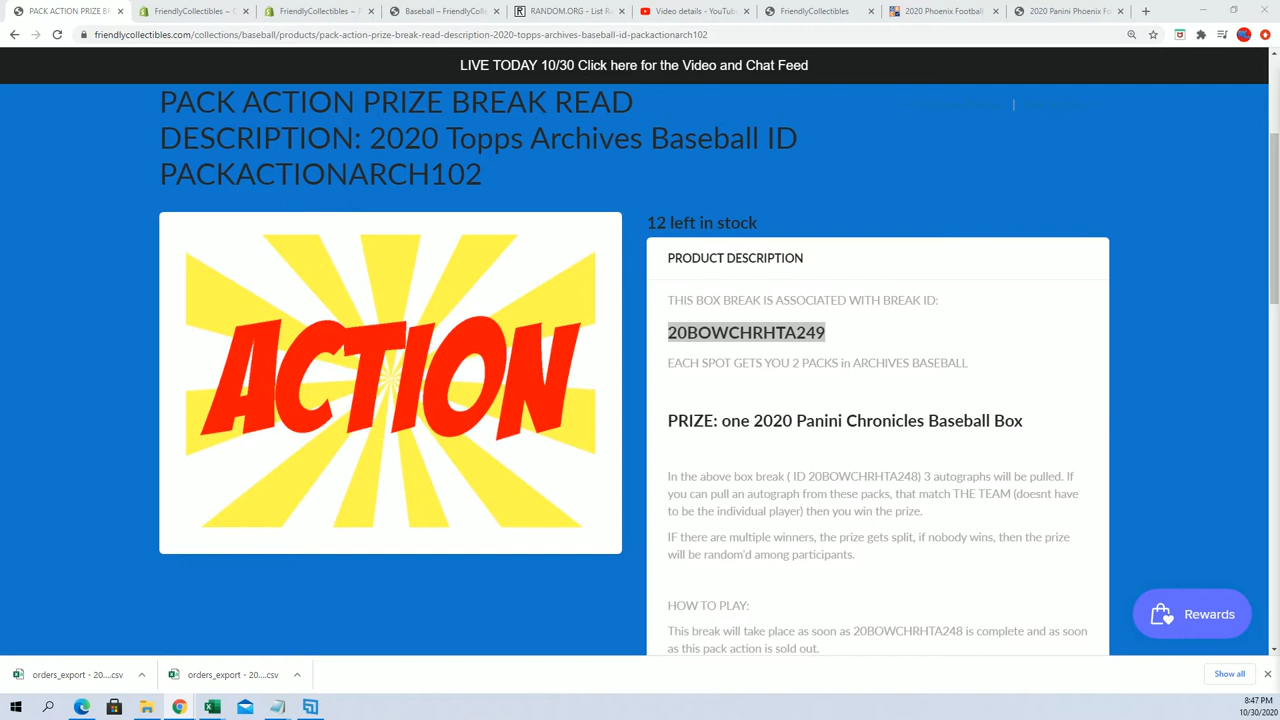 PACK ACTION PRIZE BR
FriendlyCollectibles ~ O
FriendlyCollectibles ~ P
Baseball – FriendlyCollec
RANDOM.ORG - List Ra
Video details - YouTube
FriendlyCollectibles
2020 Phoenix Football
2020 Panini Phoenix Fo
friendlycollectibles.com/collections/baseball/products/pack-action-prize-break-read-description-2020-topps-archives-baseball-id-packactionarch102
LIVE TODAY 10/30 Click here for the Video and Chat Feed
PACK ACTION PRIZE BREAK READ
DESCRIPTION: 2020 Topps Archives Baseball ID
PACKACTIONARCH102
ACTION
12 left in stock
PRODUCT DESCRIPTION
THIS BOX BREAK IS ASSOCIATED WITH BREAK ID:
20BOWCHRHTA249
EACH SPOT GETS YOU 2 PACKS in ARCHIVES BASEBALL
PRIZE: one 2020 Panini Chronicles Baseball Box
In the above box break ( ID 20BOWCHRHTA248) 3 autographs will be pulled. If
you can pull an autograph from these packs, that match THE TEAM (doesnt have
to be the individual player) then you win the prize.
IF there are multiple winners, the prize gets split, if nobody wins, then the prize
will be random'd among participants.
HOW TO PLAY:
This break will take place as soon as 20BOWCHRHTA248 is complete and as soon
as this pack action is sold out.
Rewards
orders_export - 20....csv
orders_export - 20....csv
Show all
8:47 PM
10/30/2020